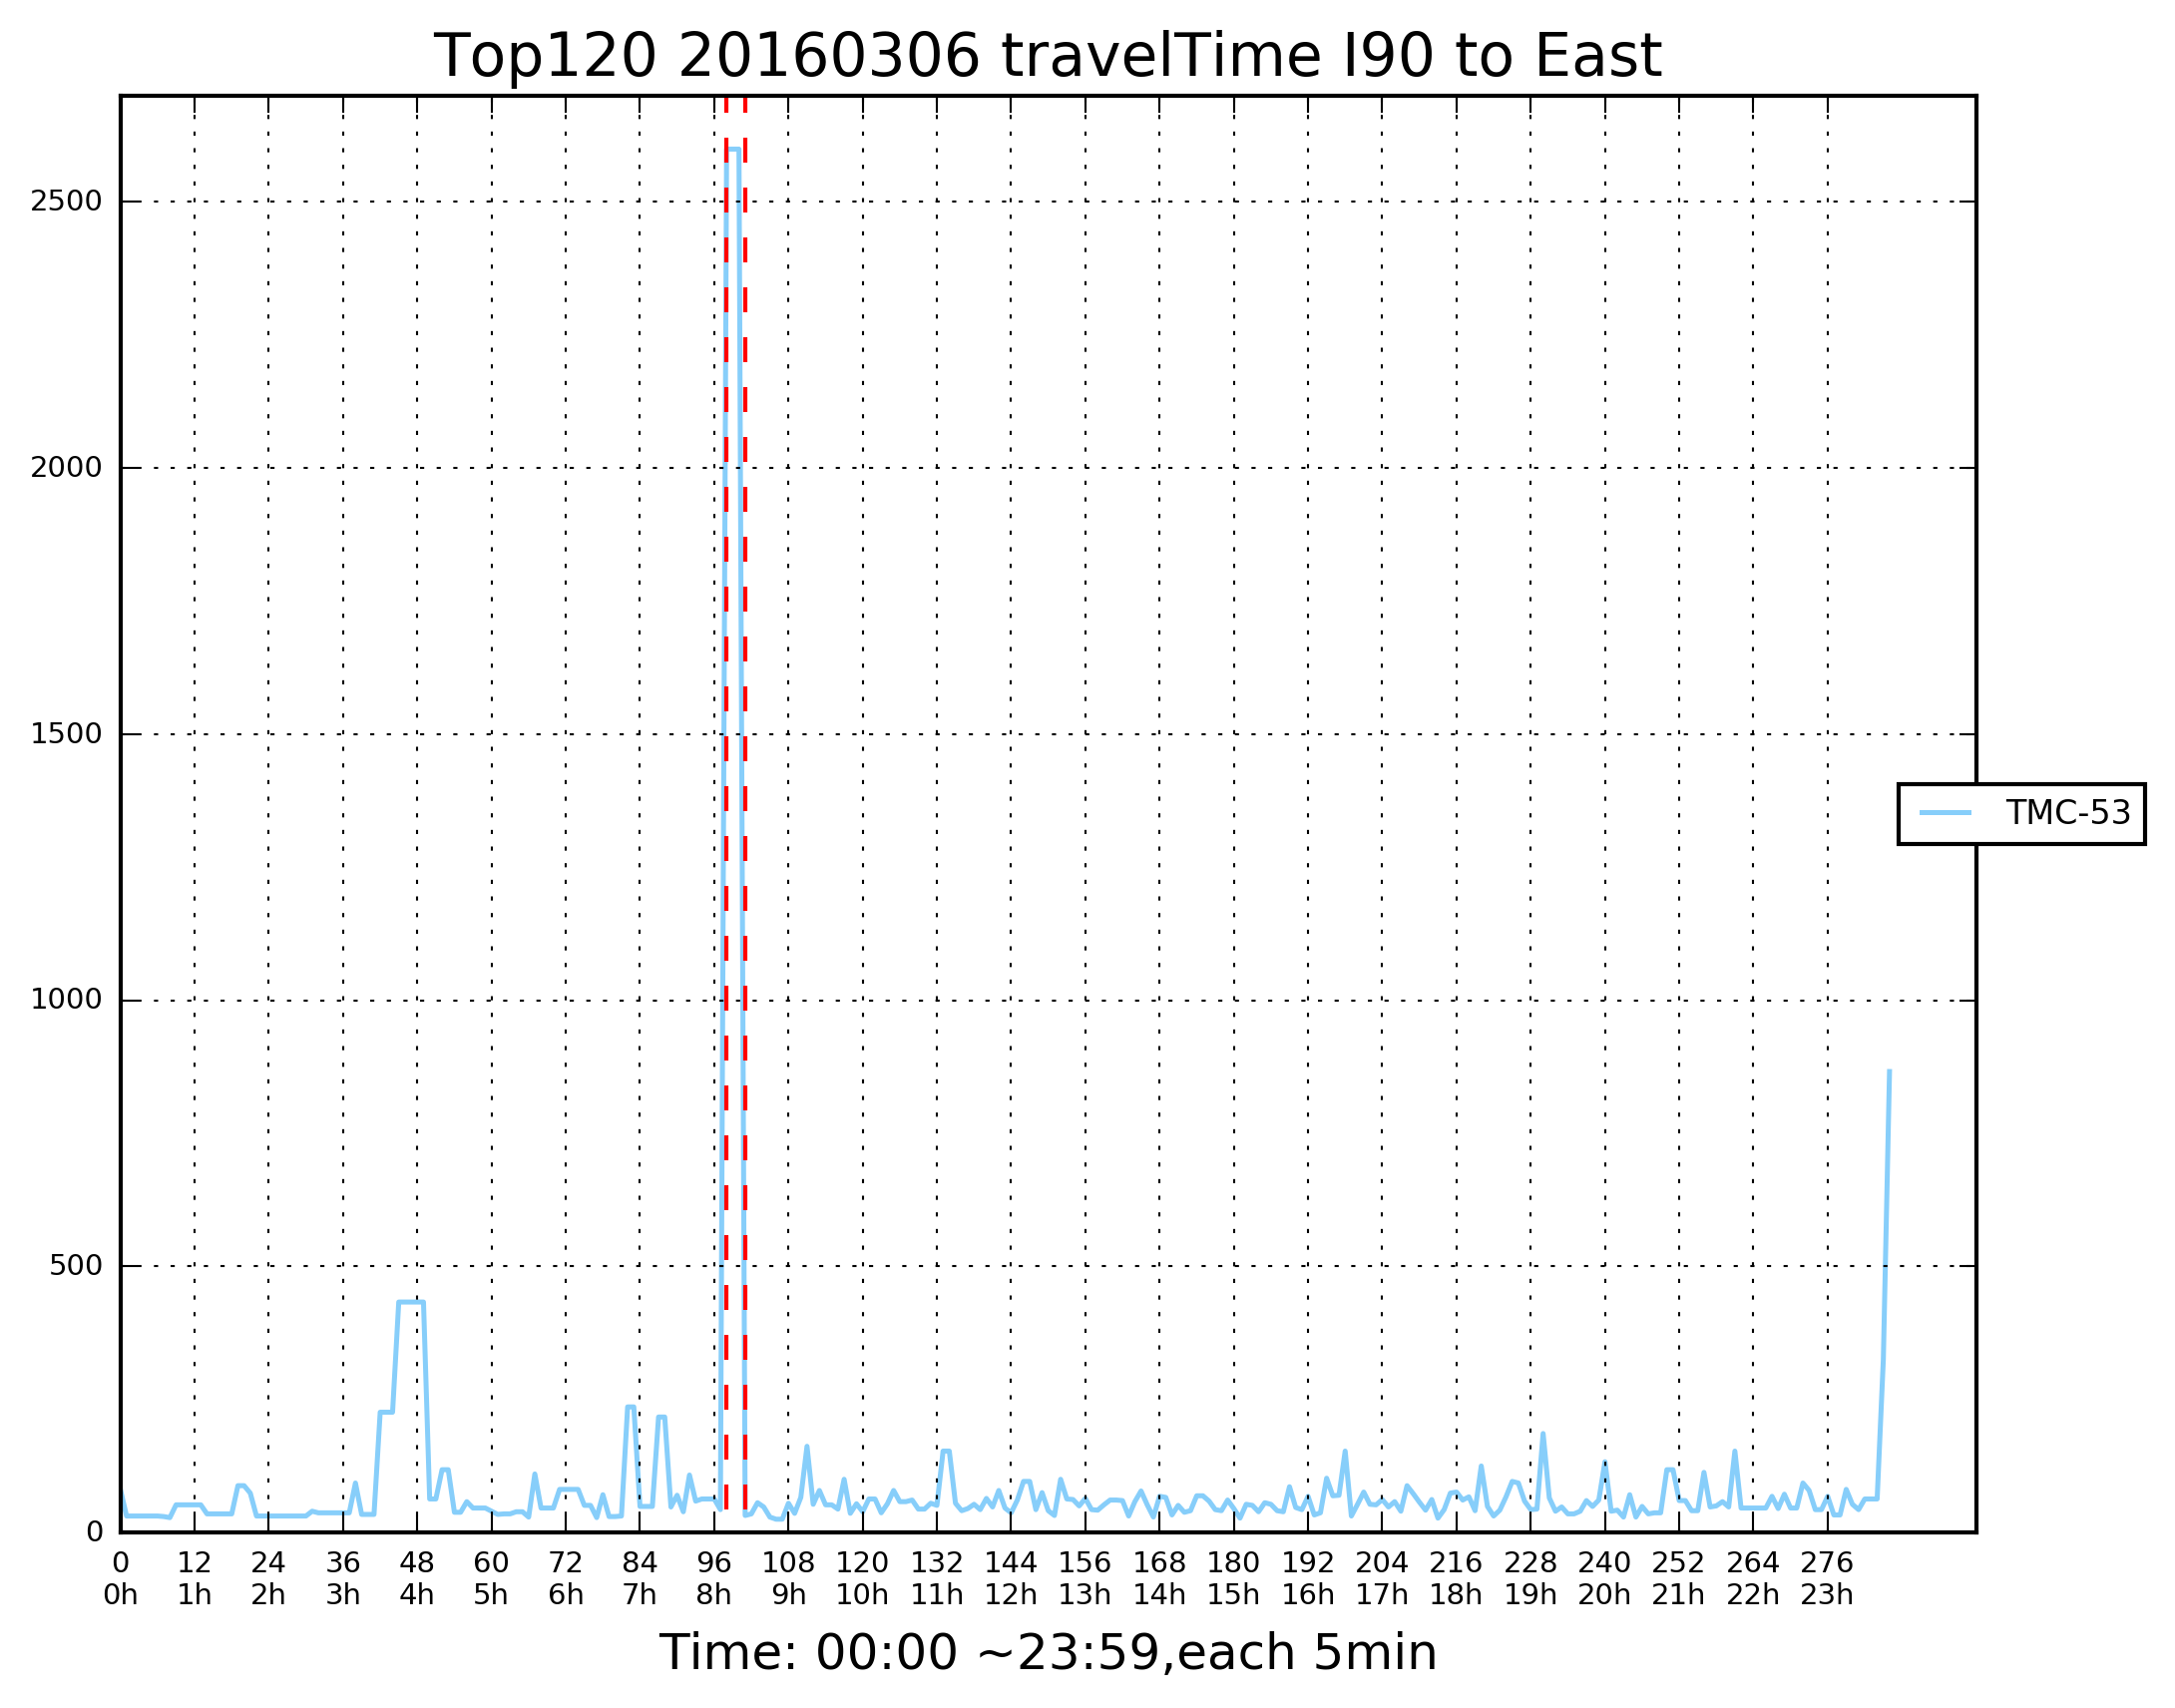 Top120 20160306 travelTime I90 to East
2500
2000
1500
1000
500
0
TMC-53
0 12 24 36 48 60 72 84 96 108 120 132 144 156 168 180 192 204 216 228 240 252 264 276
0h 1h 2h 3h 4h 5h 6h 7h 8h 9h 10h 11h 12h 13h 14h 15h 16h 17h 18h 19h 20h 21h 22h 23h
Time: 00:00 ~23:59,each 5min